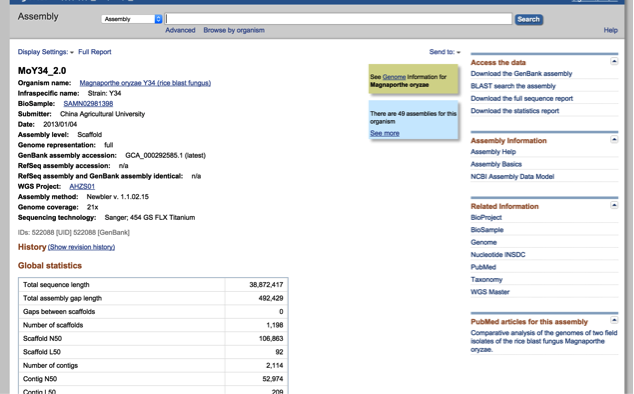 Assembly
Assembly
Search
Advanced Browse by organism
Help
Display Settings: Full Report
Send to:
MoY34_2.0
Organism name: Magnaporthe oryzae Y34 (rice blast fungus)
Infraspecific name: Strain: Y34
BioSample: SAMN02981398
Submitter: China Agricultural University
Date: 2013/01/04
Assembly level: Scaffold
Genome representation: full
GenBank assembly accession: GCA_000292585.1 (latest)
RefSeq assembly accession: n/a
RefSeq assembly and GenBank assembly identical: n/a
WGS Project: AHZS01
Assembly method: Newbler v. 1.1.02.15
Genome coverage: 21x
Sequencing technology: Sanger; 454 GS FLX Titanium
IDs: 522088 [UID] 522088 [GenBank]
History (Show revision history)
Global statistics
Total sequence length 38,872,417
Total assembly gap length 492,429
Gaps between scaffolds 0
Number of scaffolds 1,198
Scaffold N50 106,863
Scaffold L50 92
Number of contigs 2,114
Contig N50 52,974
Contig L50 209
See Genome Information for
Magnaporthe oryzae
There are 49 assemblies for this
organism
See more
Access the data
Download the GenBank assembly
BLAST search the assembly
Download the full sequence report
Download the statistics report
Assembly Information
Assembly Help
Assembly Basics
NCBI Assembly Data Model
Related Information
BioProject
BioSample
Genome
Nucleotide INSDC
PubMed
Taxonomy
WGS Master
PubMed articles for this assembly
Comparative analysis of the genomes of two field
isolates of the rice blast fungus Magnaporthe
oryzae.